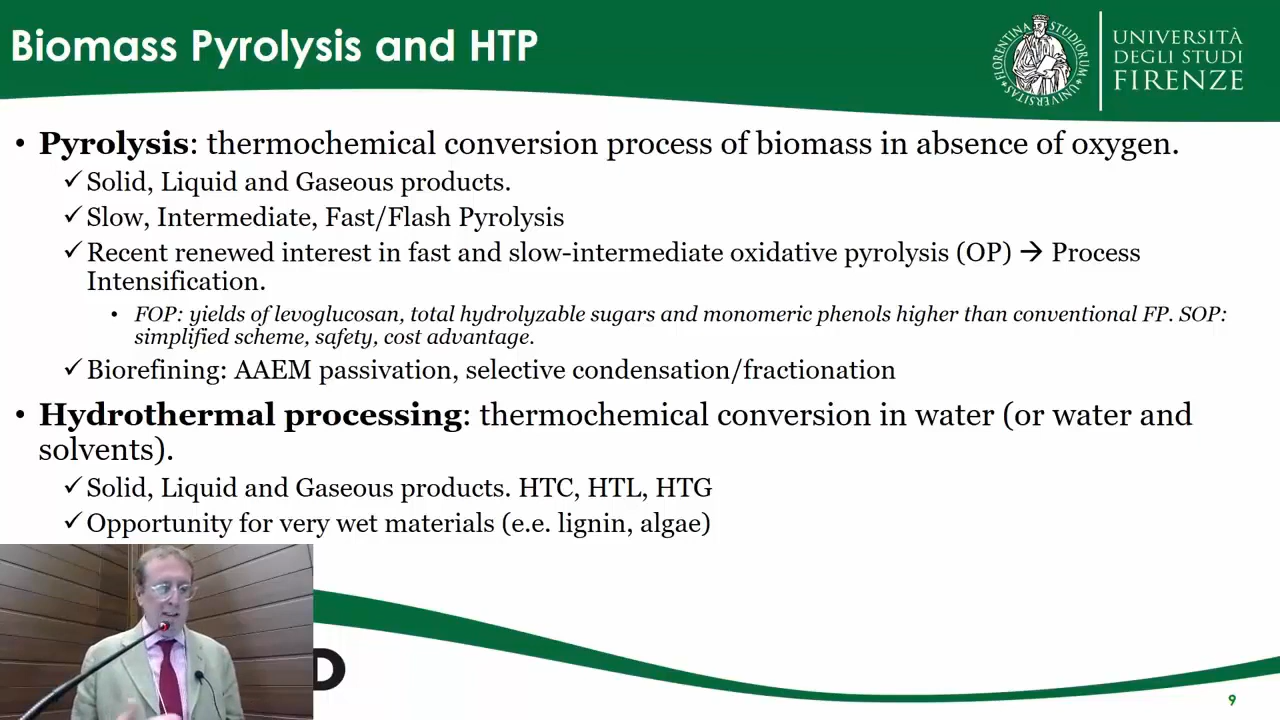 Biomass Pyrolysis and HTP
FLORENTINA STUDIORUM UNIVERSITAS
UNIVERSITÀ
DEGLI STUDI
FIRENZE
• Pyrolysis: thermochemical conversion process of biomass in absence of oxygen.
✓ Solid, Liquid and Gaseous products.
✓ Slow, Intermediate, Fast/Flash Pyrolysis
✓ Recent renewed interest in fast and slow-intermediate oxidative pyrolysis (OP) → Process
Intensification.
• FOP: yields of levoglucosan, total hydrolyzable sugars and monomeric phenols higher than conventional FP. SOP:
simplified scheme, safety, cost advantage.
✓ Biorefining: AAEM passivation, selective condensation/fractionation
• Hydrothermal processing: thermochemical conversion in water (or water and
solvents).
✓ Solid, Liquid and Gaseous products. HTC, HTL, HTG
✓ Opportunity for very wet materials (e.e. lignin, algae)
D
9